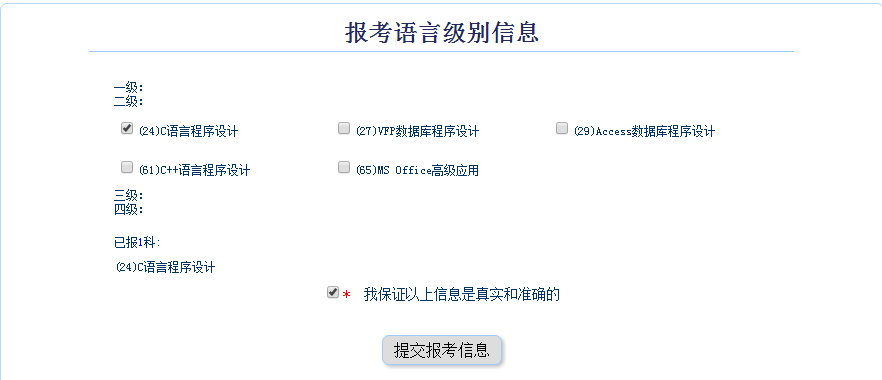 报考语言级别信息
一级:
二级:
(24)C语言程序设计 (27)VFP数据库程序设计 (29)Access数据库程序设计
(61)C++语言程序设计 (65)MS Office高级应用
三级:
四级:
已报1科:
(24)C语言程序设计
* 我保证以上信息是真实和准确的
提交报考信息